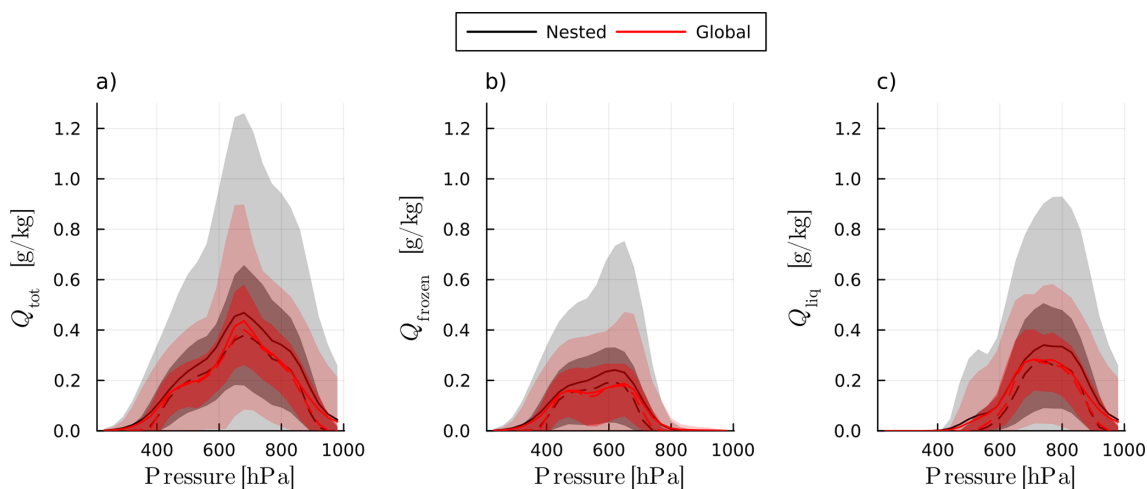 Nested Global
a) b) c)
Q_tot [g/kg]
1.2
1.0
0.8
0.6
0.4
0.2
0.0
400 600 800 1000
Pressure [hPa]
Q_frozen [g/kg]
1.2
1.0
0.8
0.6
0.4
0.2
0.0
400 600 800 1000
Pressure [hPa]
Q_liq [g/kg]
1.2
1.0
0.8
0.6
0.4
0.2
0.0
400 600 800 1000
Pressure [hPa]